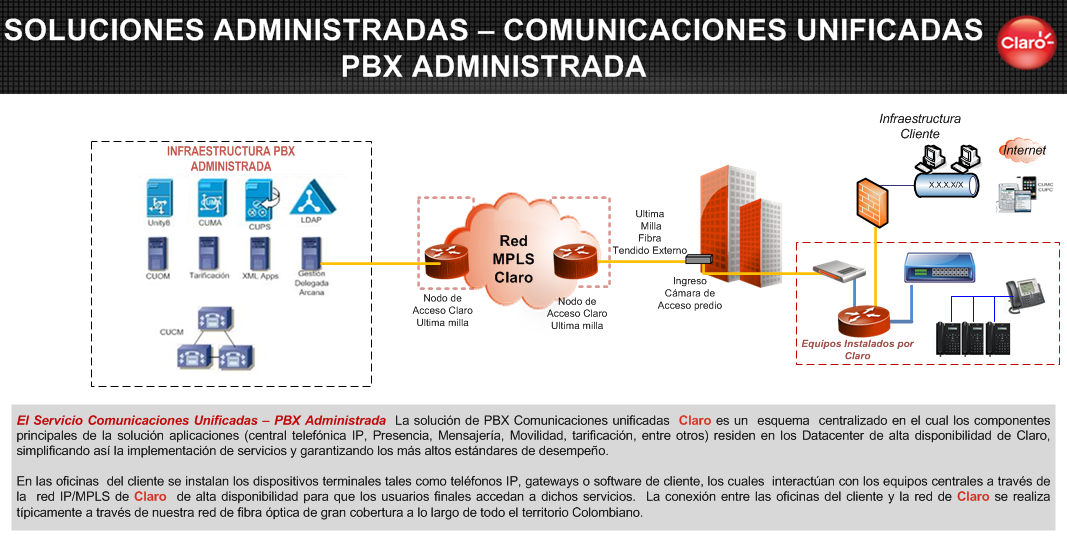 SOLUCIONES ADMINISTRADAS – COMUNICACIONES UNIFICADAS
PBX ADMINISTRADA
Claro
INFRAESTRUCTURA PBX
ADMINISTRADA
Unity8
CUMA
CUPS
LDAP
CUOM
Tarificación
XML Apps
Gestión
Delegada
Arcana
CUCM
Red
MPLS
Claro
Nodo de
Acceso Claro
Ultima milla
Nodo de
Acceso Claro
Ultima milla
Ultima
Milla
Fibra
Tendido Externo
Ingreso
Cámara de
Acceso predio
Infraestructura
Cliente
X.X.X.X/X
Internet
CUMC
CUPC
Equipos Instalados por
Claro
El Servicio Comunicaciones Unificadas – PBX Administrada La solución de PBX Comunicaciones unificadas Claro es un esquema centralizado en el cual los componentes
principales de la solución aplicaciones (central telefónica IP, Presencia, Mensajería, Movilidad, tarificación, entre otros) residen en los Datacenter de alta disponibilidad de Claro,
simplificando así la implementación de servicios y garantizando los más altos estándares de desempeño.
En las oficinas del cliente se instalan los dispositivos terminales tales como teléfonos IP, gateways o software de cliente, los cuales interactúan con los equipos centrales a través de
la red IP/MPLS de Claro de alta disponibilidad para que los usuarios finales accedan a dichos servicios. La conexión entre las oficinas del cliente y la red de Claro se realiza
típicamente a través de nuestra red de fibra óptica de gran cobertura a lo largo de todo el territorio Colombiano.